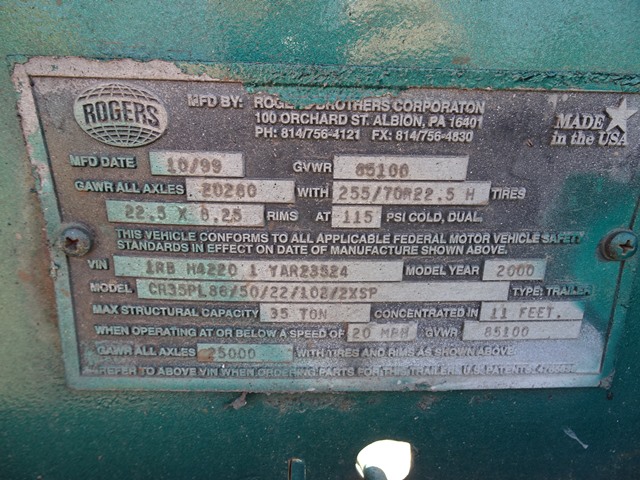 ROGERS
MFD BY: ROGERS BROTHERS CORPORATON
100 ORCHARD ST. ALBION, PA 16401
PH: 814/756-4121 FX: 814/756-4830
MADE
in the USA
MFD DATE 10/99 GVWR 85100
GAWR ALL AXLES 20260 WITH 255/70R22.5 H TIRES
22.5 X 8.25 RIMS AT 115 PSI COLD, DUAL.
THIS VEHICLE CONFORMS TO ALL APPLICABLE FEDERAL MOTOR VEHICLE SAFETY
STANDARDS IN EFFECT ON DATE OF MANUFACTURE SHOWN ABOVE.
VIN 1RB H4220 1 YAR23524 MODEL YEAR 2000
MODEL CR35PL86/50/22/102/2XSP TYPE: TRAILER
MAX STRUCTURAL CAPACITY 35 TON CONCENTRATED IN 11 FEET.
WHEN OPERATING AT OR BELOW A SPEED OF 20 MPH GVWR 85100
GAWR ALL AXLES 25000 WITH TIRES AND RIMS AS SHOWN ABOVE.
REFER TO ABOVE VIN WHEN ORDERING PARTS FOR THIS TRAILER. U.S. PATENT